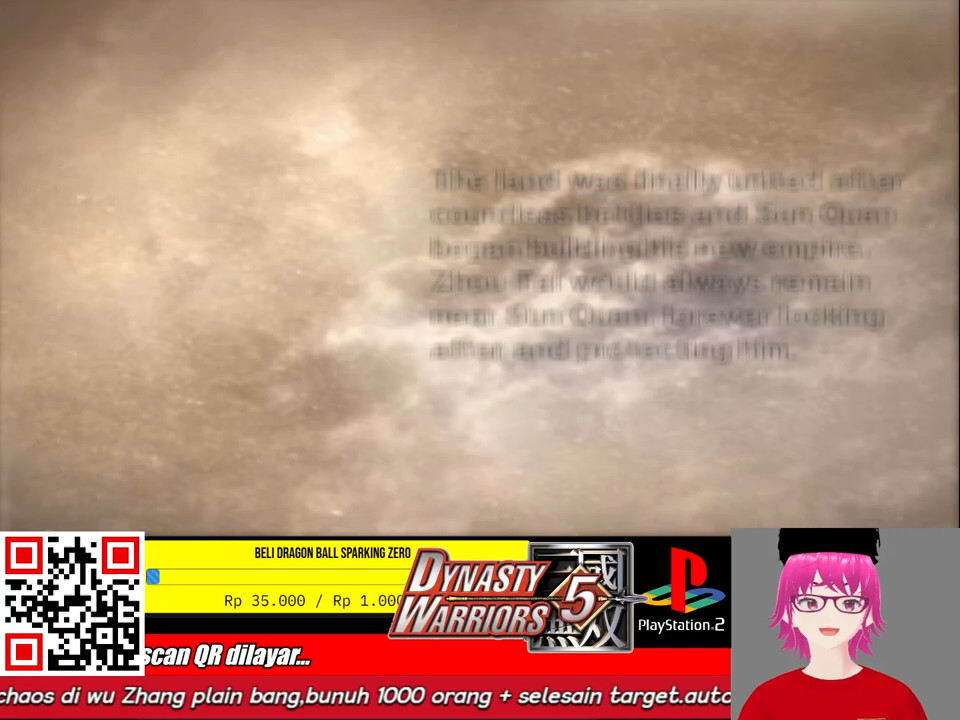 The land was finally united after
countless battles and Sun Quan
began building his new empire.
Zhou Tai would always remain
near Sun Quan, forever looking
after and protecting him.
BELI DRAGON BALL SPARKING ZERO
Rp 35.000 / Rp 1.000
DYNASTY
WARRIORS 5
PlayStation 2
scan QR dilayar...
chaos di wu Zhang plain bang,bunuh 1000 orang + selesain target.auto